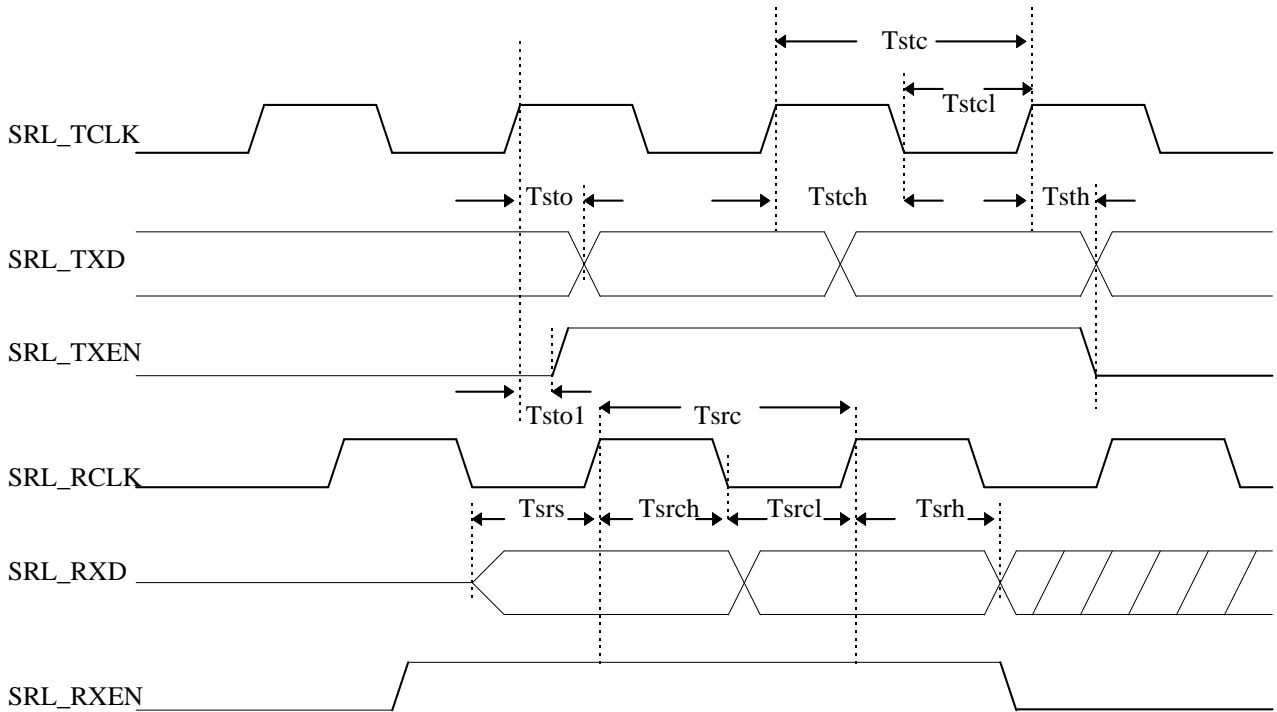 Tstc
Tstcl
SRL_TCLK
Tsto
Tstch
Tsth
SRL_TXD
SRL_TXEN
Tsto1
Tsrc
SRL_RCLK
Tsrs
Tsrch
Tsrcl
Tsrh
SRL_RXD
SRL_RXEN